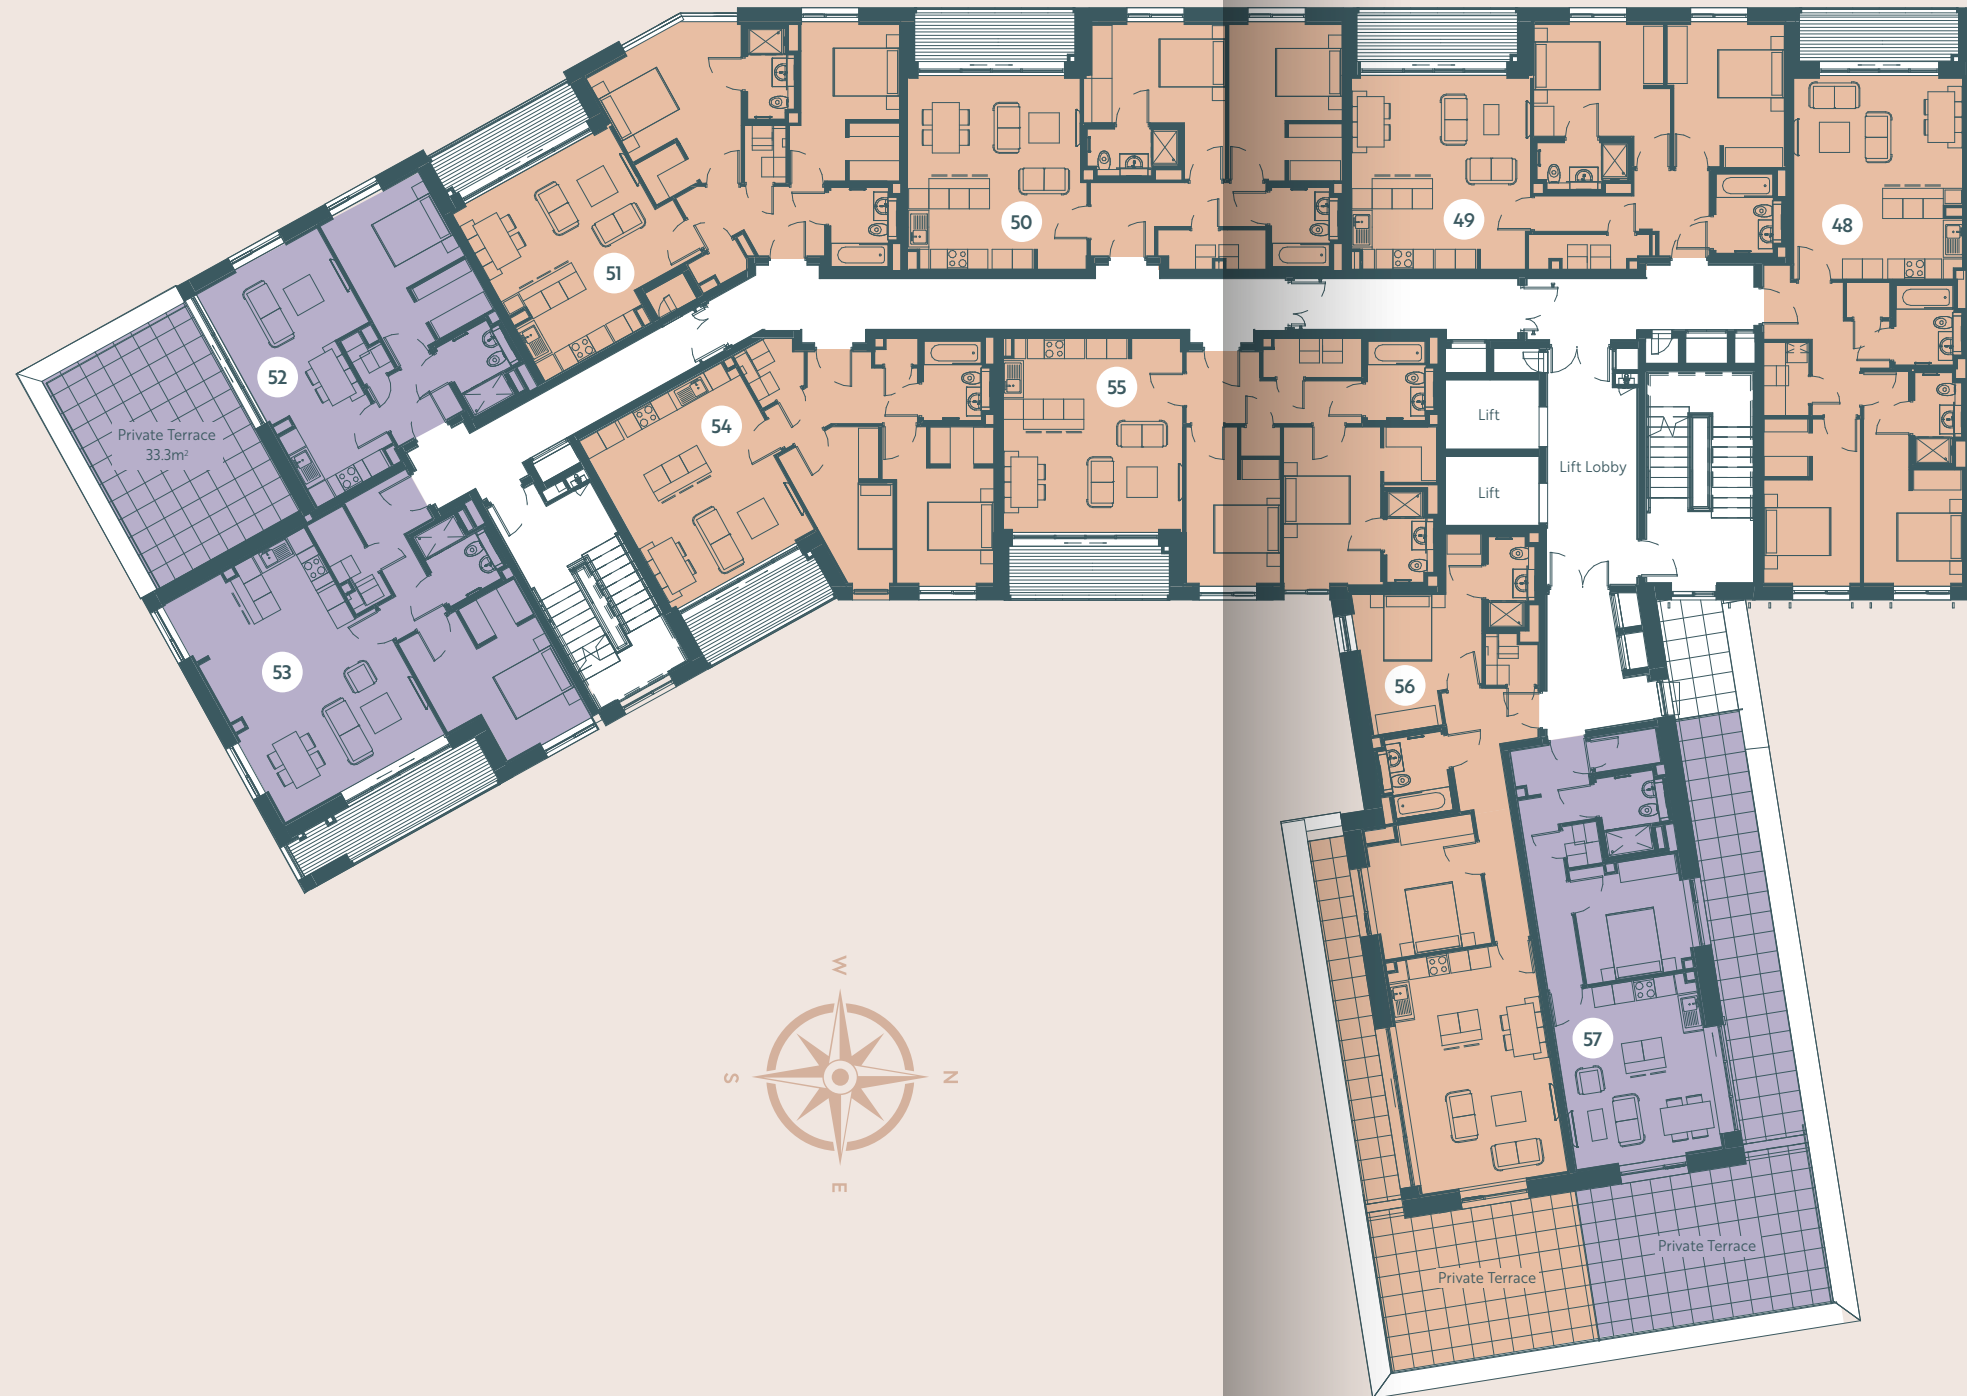 50
49
48
51
52
55
54
Private Terrace
33.3m²
Lift
Lift Lobby
Lift
53
56
W
57
S
N
E
Private Terrace
Private Terrace